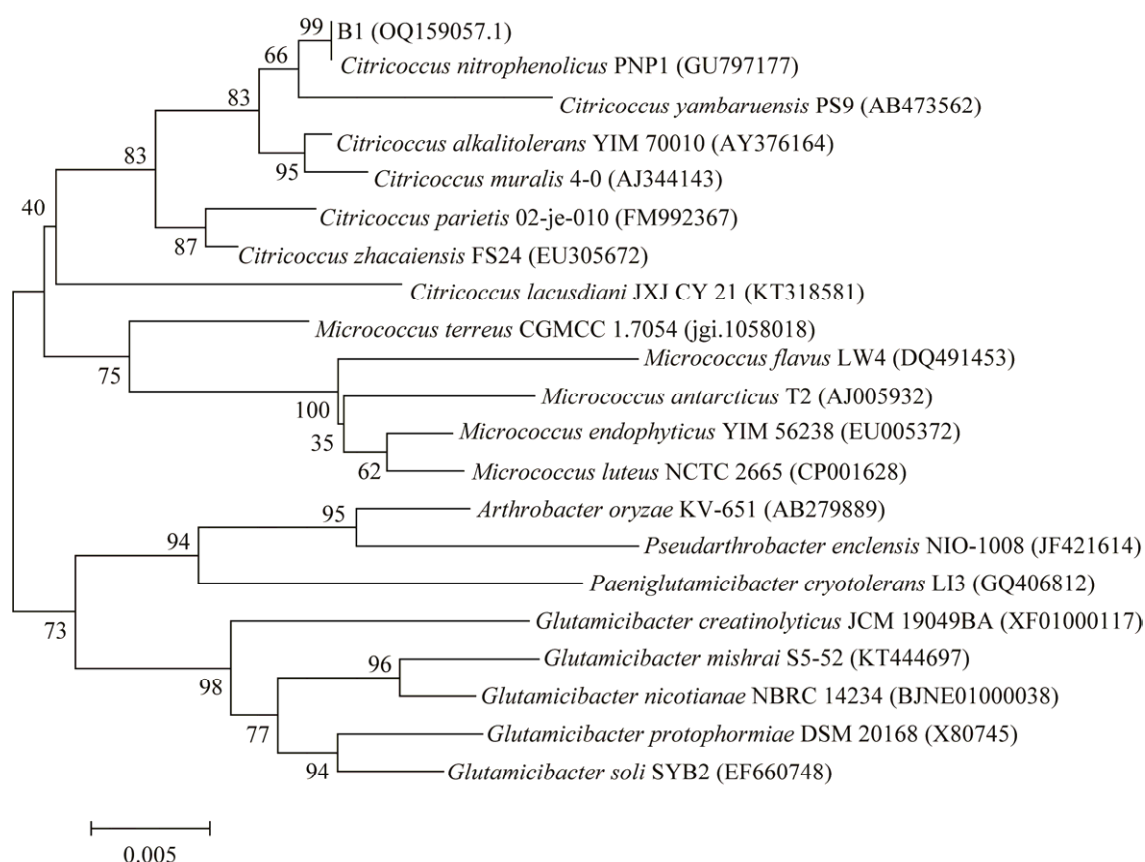 99
B1 (OQ159057.1)
66
Citricoccus nitrophenolicus PNP1 (GU797177)
83
Citricoccus yambaruensis PS9 (AB473562)
Citricoccus alkalitolerans YIM 70010 (AY376164)
83
95
Citricoccus muralis 4-0 (AJ344143)
40
Citricoccus parietis 02-je-010 (FM992367)
87
Citricoccus zhacaiensis FS24 (EU305672)
Citricoccus lacusdiani JXJ CY 21 (KT318581)
Micrococcus terreus CGMCC 1.7054 (jgi.1058018)
75
Micrococcus flavus LW4 (DQ491453)
Micrococcus antarcticus T2 (AJ005932)
100
Micrococcus endophyticus YIM 56238 (EU005372)
35
62
Micrococcus luteus NCTC 2665 (CP001628)
95
Arthrobacter oryzae KV-651 (AB279889)
94
Pseudarthrobacter enclensis NIO-1008 (JF421614)
Paeniglutamicibacter cryotolerans LI3 (GQ406812)
73
Glutamicibacter creatinolyticus JCM 19049BA (XF01000117)
96
Glutamicibacter mishrai S5-52 (KT444697)
98
Glutamicibacter nicotianae NBRC 14234 (BJNE01000038)
77
Glutamicibacter protophormiae DSM 20168 (X80745)
94
Glutamicibacter soli SYB2 (EF660748)
0.005